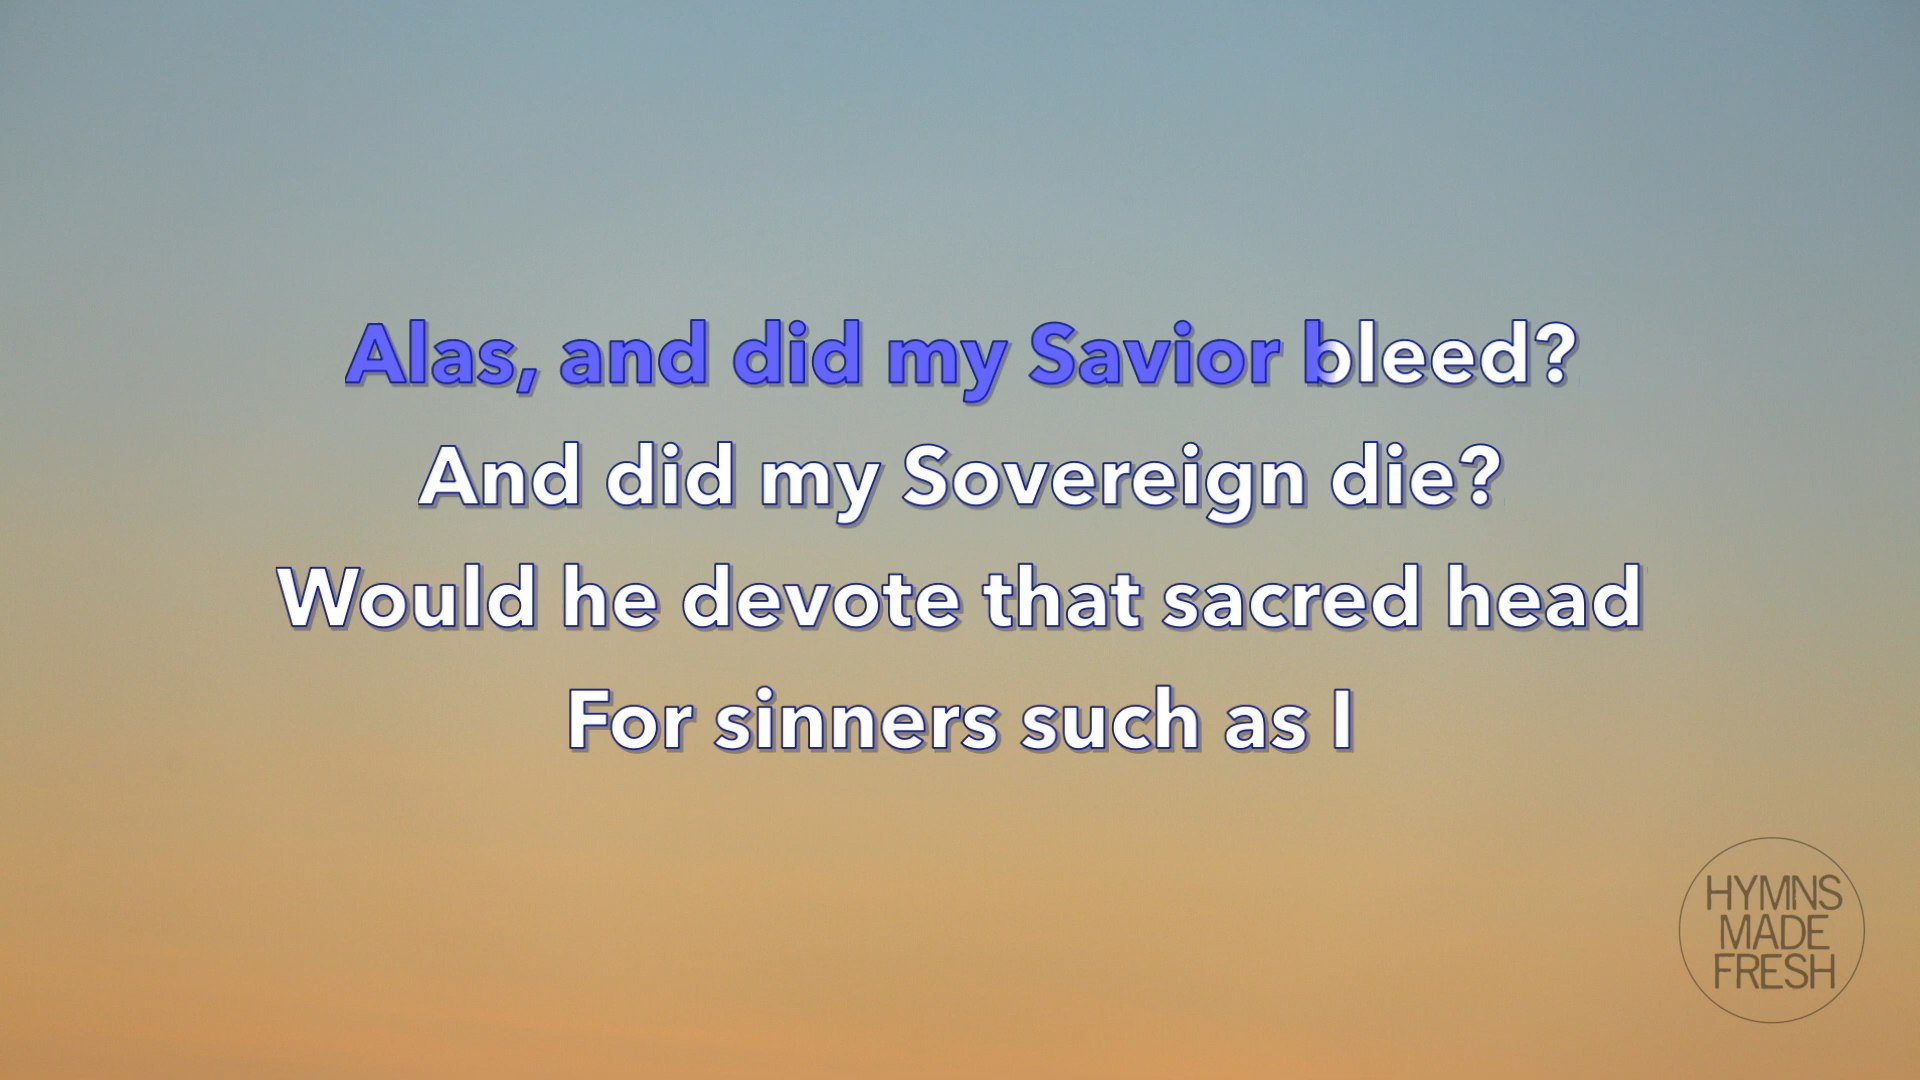 Alas, and did my Savior bleed?
And did my Sovereign die?
Would he devote that sacred head
For sinners such as I
HYMNS
MADE
FRESH